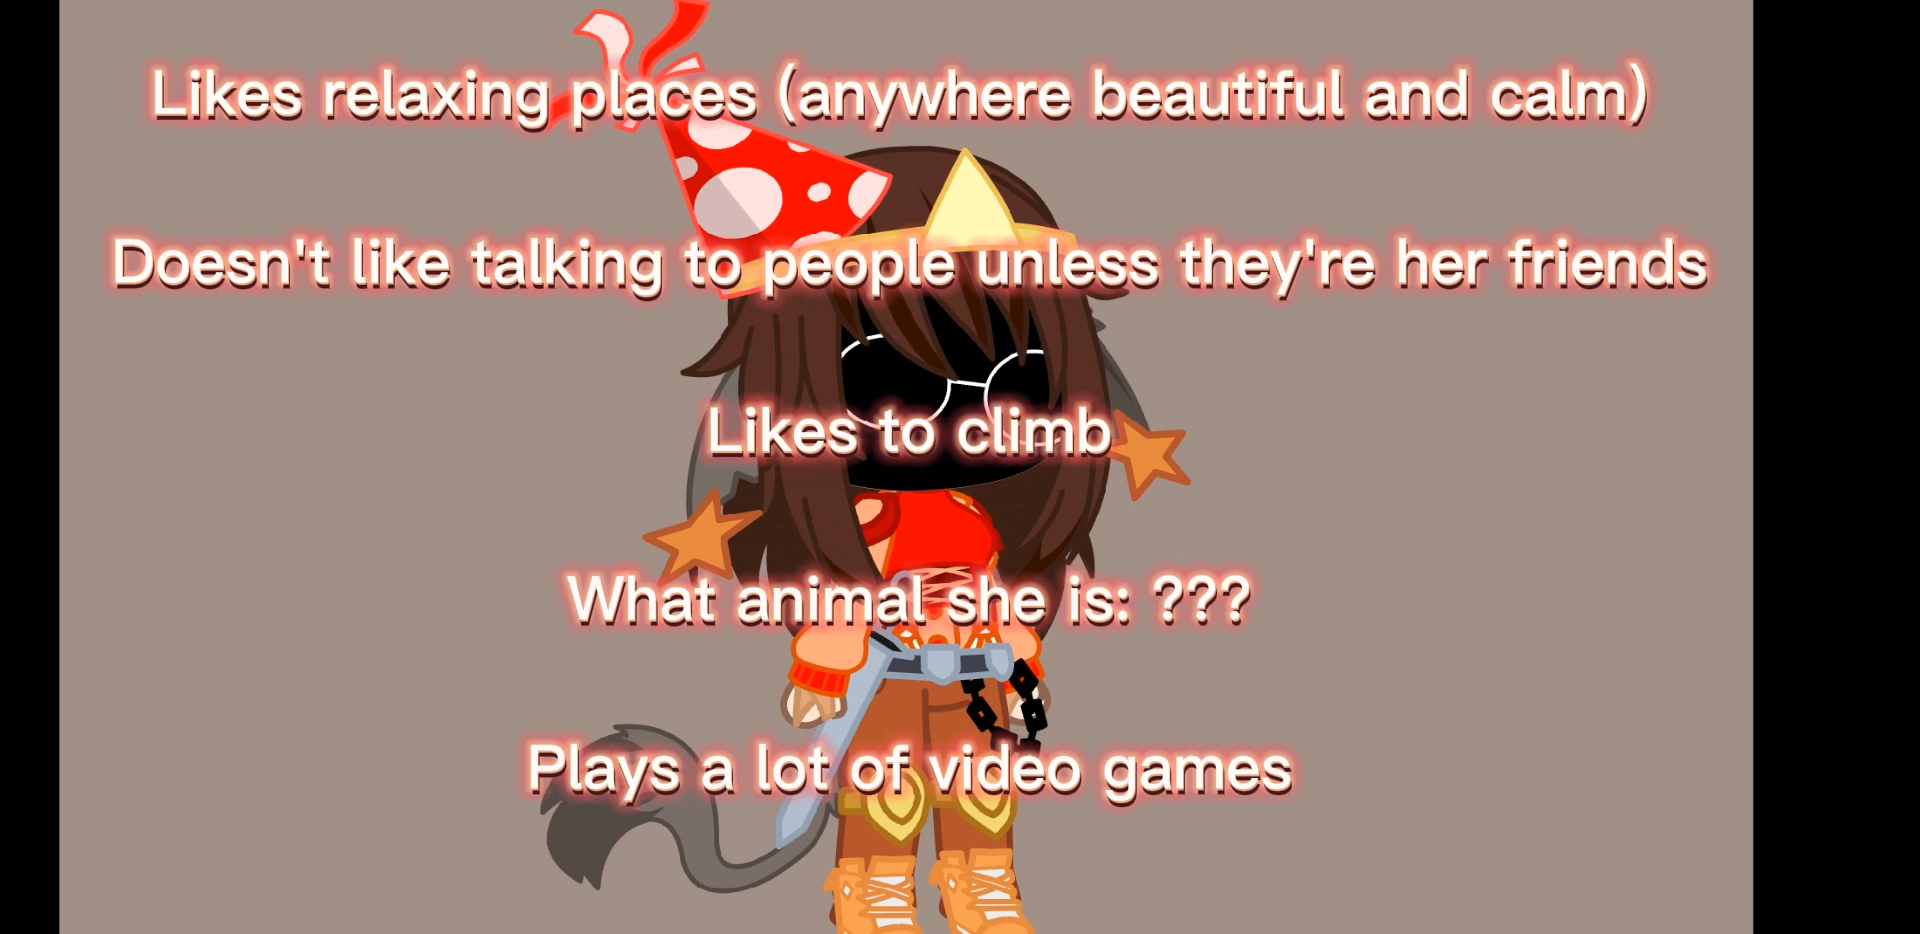 Likes relaxing places (anywhere beautiful and calm)
Doesn't like talking to people unless they're her friends
Likes to climb
What animal she is: ???
Plays a lot of video games